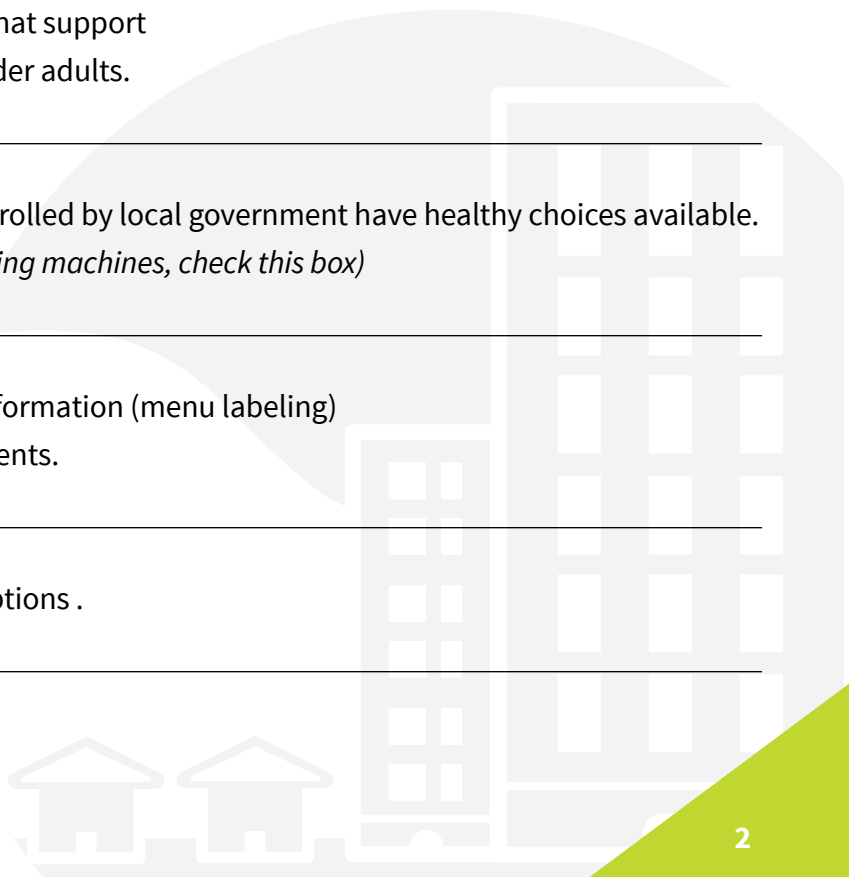 hat support
der adults.
rolled by local government have healthy choices available.
ing machines, check this box)
formation (menu labeling)
ents.
ptions .
2